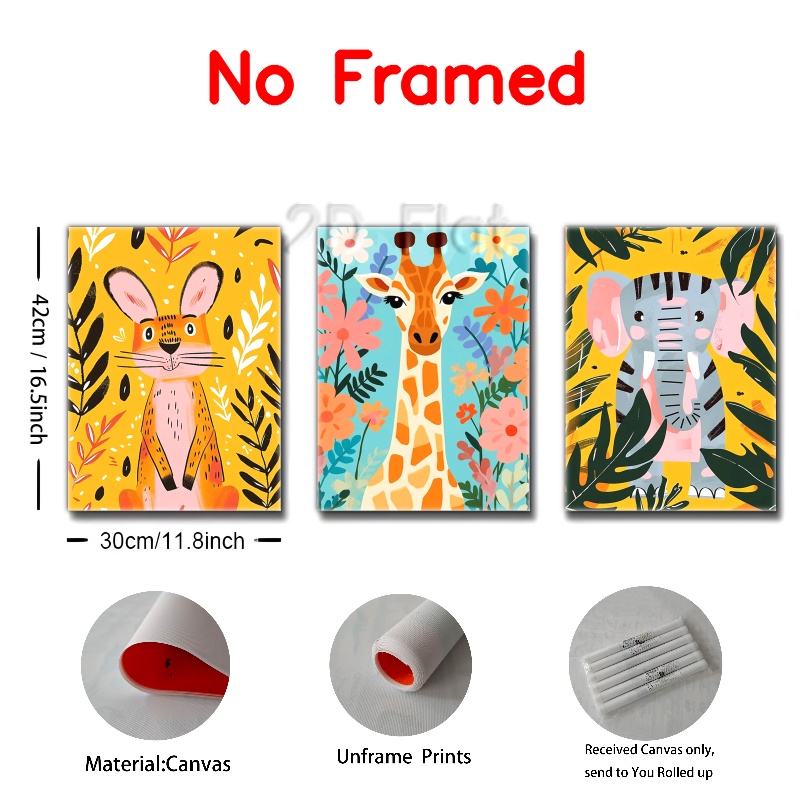 No Framed
2D Flat
42cm / 16.5inch
30cm/11.8inch
Material:Canvas
Unframe Prints
Received Canvas only,
send to You Rolled up